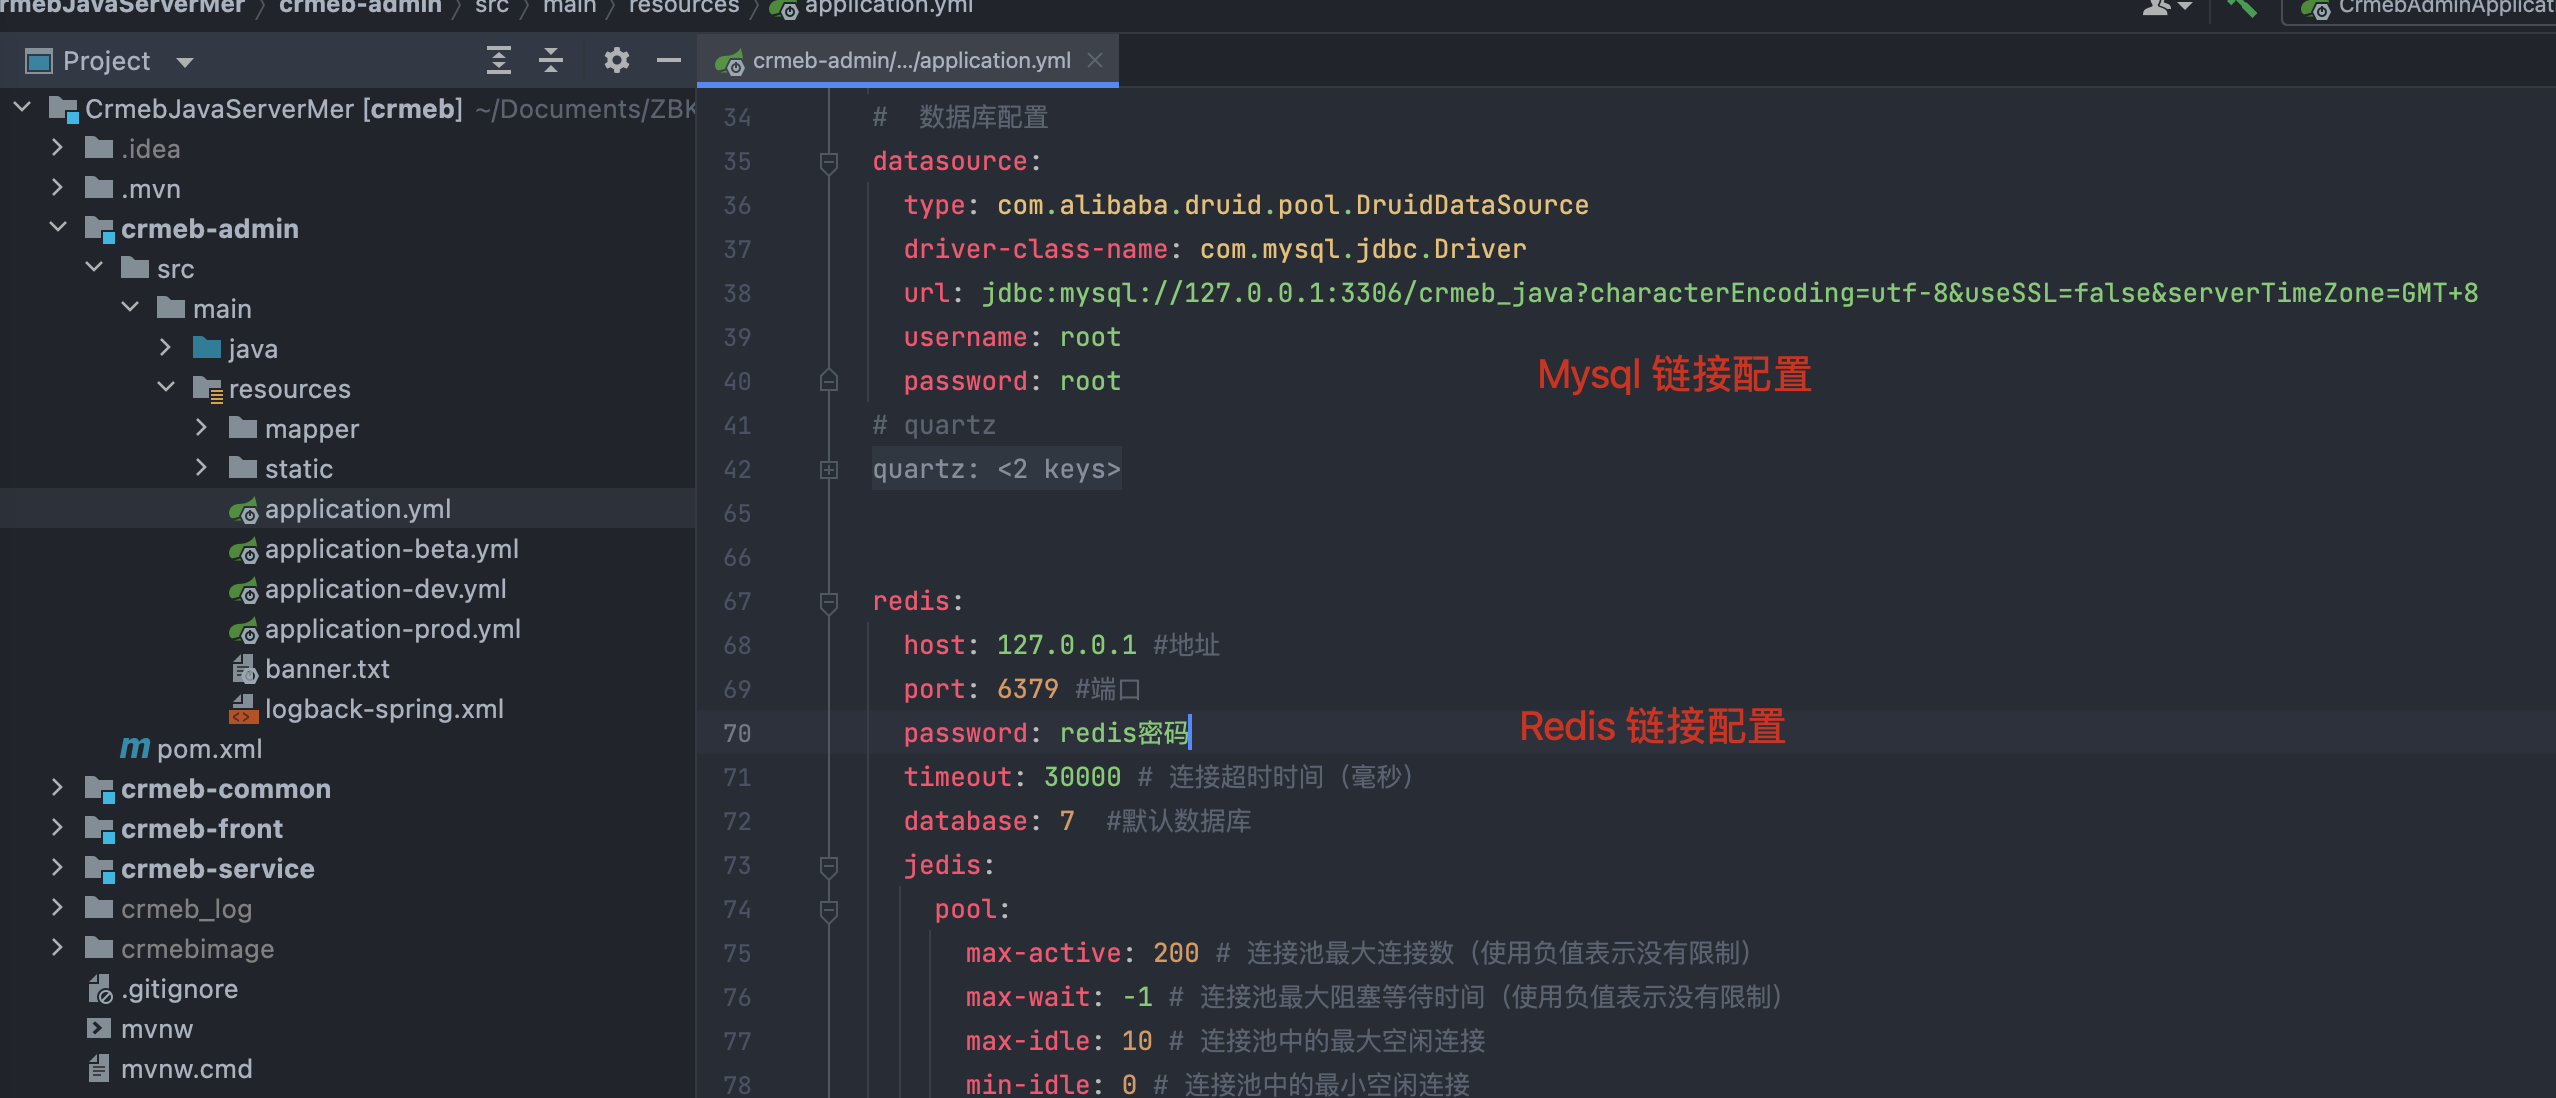 rmebJavaServerMer 〉 crmeb-admin 〉 src 〉 main 〉 resources 〉 application.yml
CrmebAdminApplicat
Project
crmeb-admin/.../application.yml
CrmebJavaServerMer [crmeb] ~/Documents/ZBK
.idea
.mvn
crmeb-admin
src
main
java
resources
mapper
static
application.yml
application-beta.yml
application-dev.yml
application-prod.yml
banner.txt
logback-spring.xml
pom.xml
crmeb-common
crmeb-front
crmeb-service
crmeb_log
crmebimage
.gitignore
mvnw
mvnw.cmd
34 # 数据库配置
35 datasource:
36 type: com.alibaba.druid.pool.DruidDataSource
37 driver-class-name: com.mysql.jdbc.Driver
38 url: jdbc:mysql://127.0.0.1:3306/crmeb_java?characterEncoding=utf-8&useSSL=false&serverTimeZone=GMT+8
39 username: root
Mysql 链接配置
40 password: root
41 # quartz
42 quartz: <2 keys>
65
66
67 redis:
68 host: 127.0.0.1 #地址
69 port: 6379 #端口
70 password: redis密码
Redis 链接配置
71 timeout: 30000 # 连接超时时间（毫秒）
72 database: 7 #默认数据库
73 jedis:
74 pool:
75 max-active: 200 # 连接池最大连接数（使用负值表示没有限制）
76 max-wait: -1 # 连接池最大阻塞等待时间（使用负值表示没有限制）
77 max-idle: 10 # 连接池中的最大空闲连接
78 min-idle: 0 # 连接池中的最小空闲连接